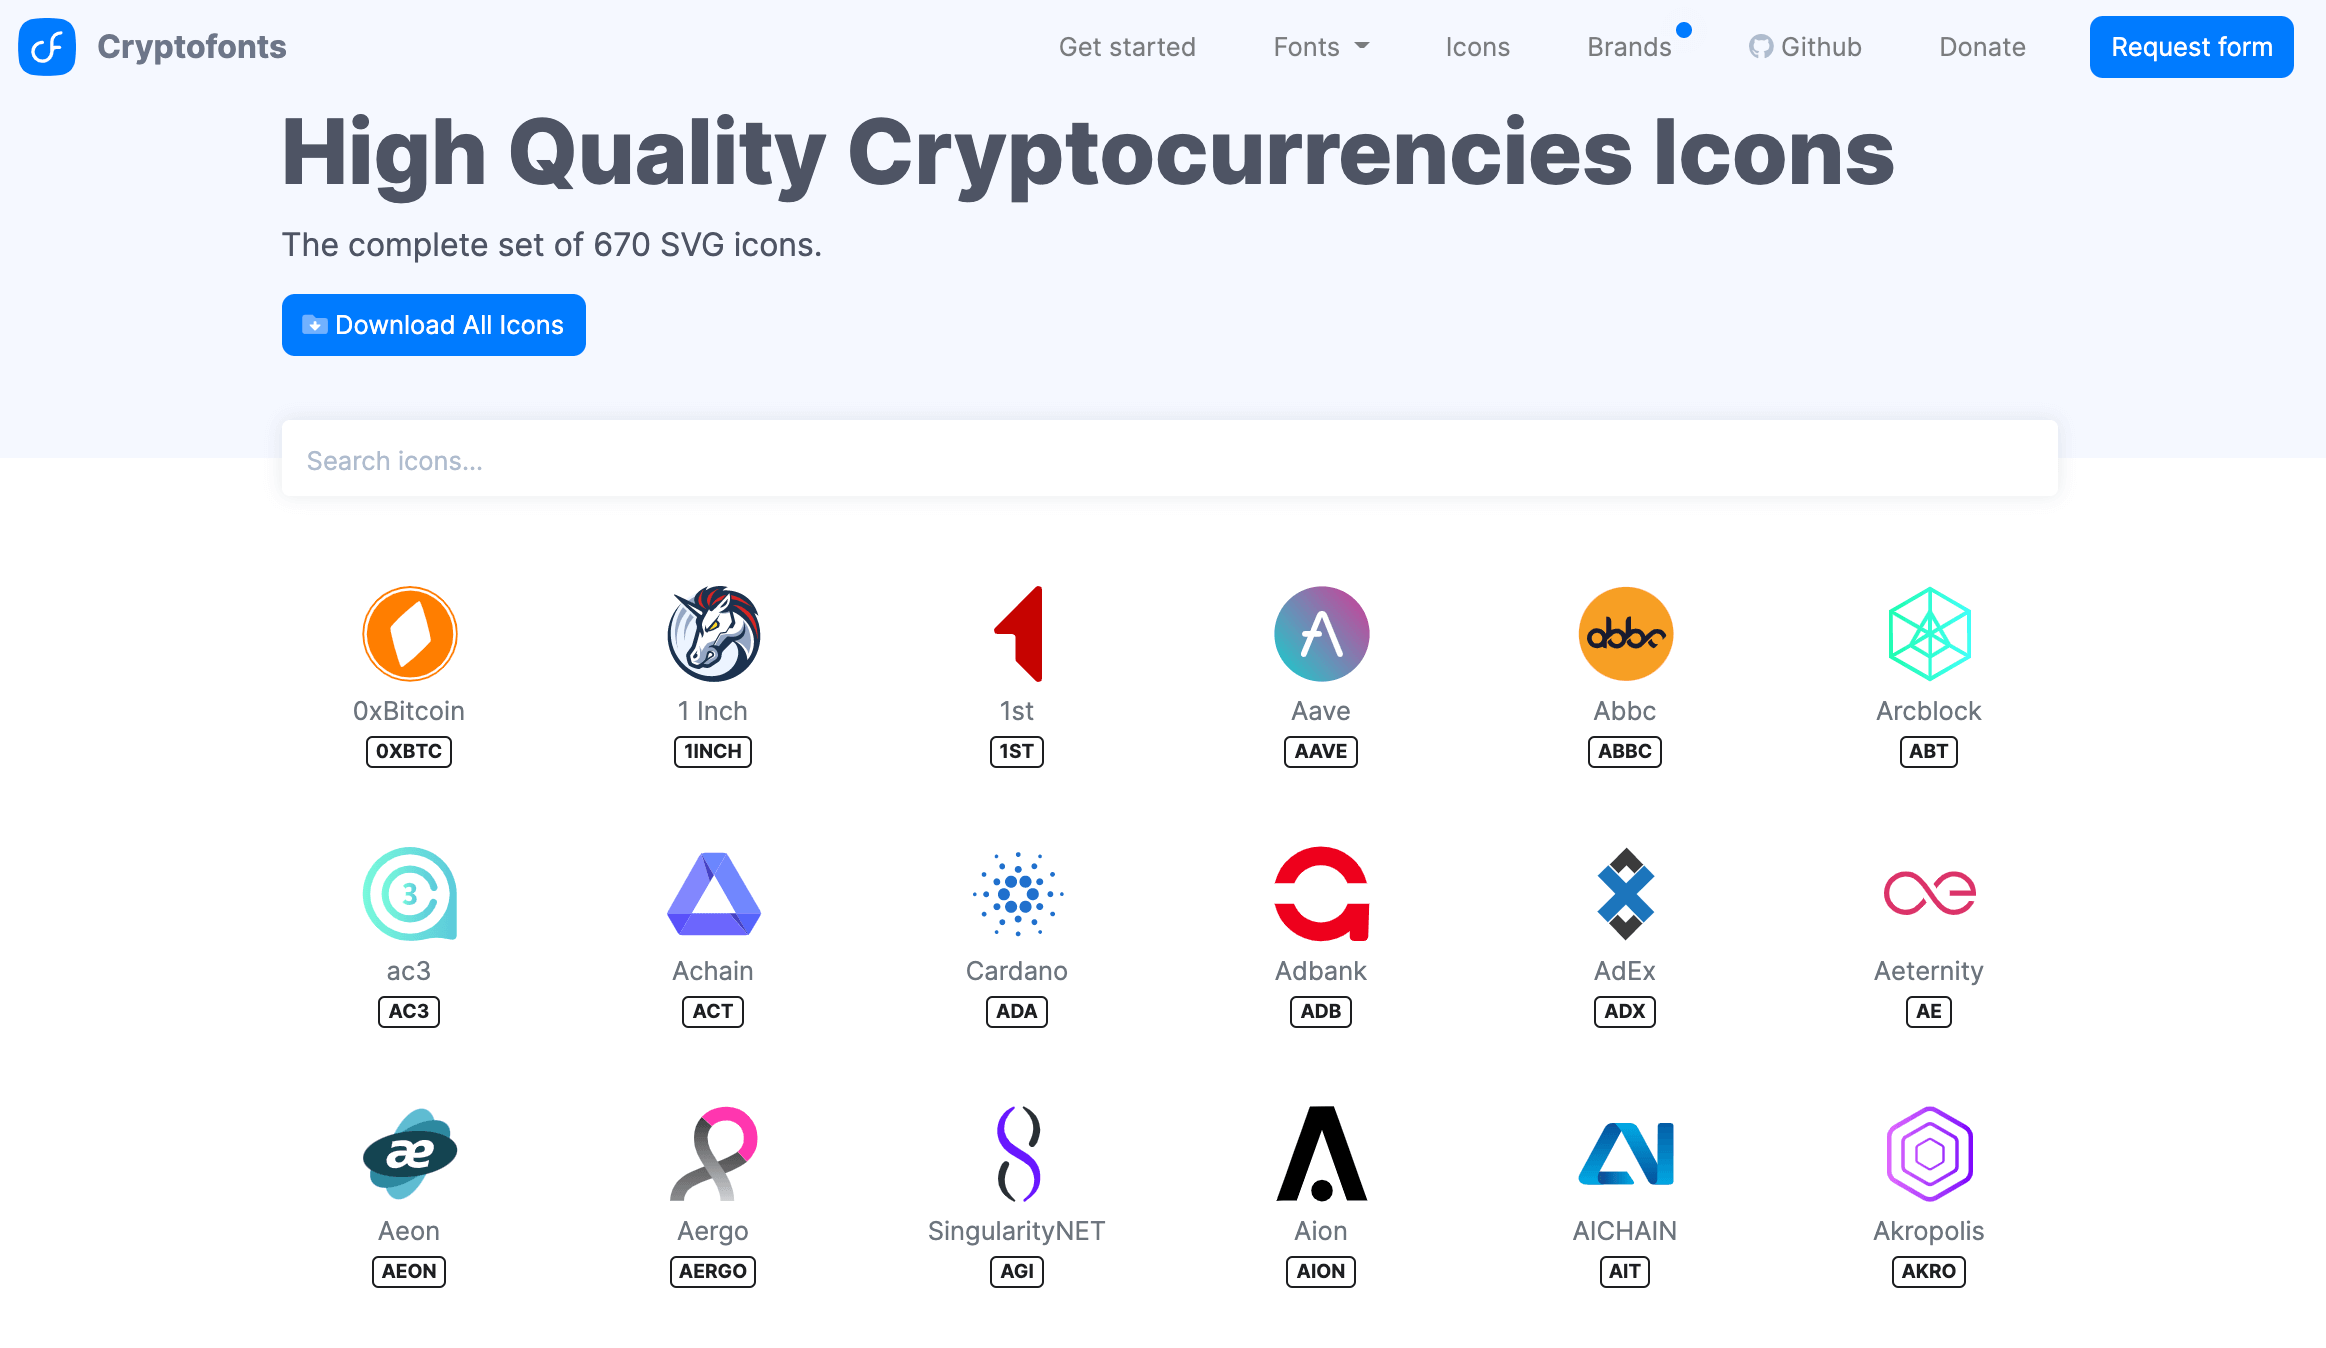 Cryptofonts
Get started
Fonts
Icons
Brands
Github
Donate
Request form
High Quality Cryptocurrencies Icons
The complete set of 670 SVG icons.
Download All Icons
Search icons...
abbc
0xBitcoin
1 Inch
1st
Aave
Abbc
Arcblock
0XBTC
1INCH
1ST
AAVE
ABBC
ABT
3
ac3
Achain
Cardano
Adbank
AdEx
Aeternity
AC3
ACT
ADA
ADB
ADX
AE
æ
Aeon
Aergo
SingularityNET
Aion
AICHAIN
Akropolis
AEON
AERGO
AGI
AION
AIT
AKRO